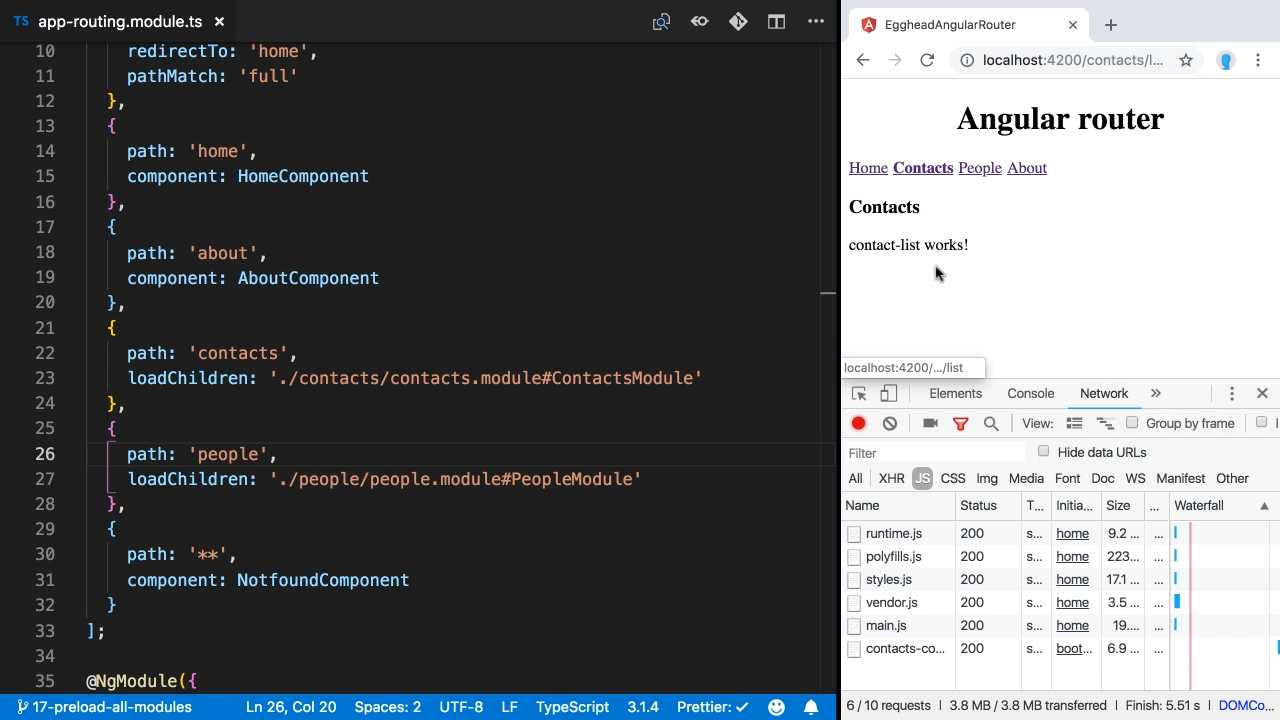 TS app-routing.module.ts ×
10 redirectTo: 'home',
11 pathMatch: 'full'
12 },
13 {
14 path: 'home',
15 component: HomeComponent
16 },
17 {
18 path: 'about',
19 component: AboutComponent
20 },
21 {
22 path: 'contacts',
23 loadChildren: './contacts/contacts.module#ContactsModule'
24 },
25 {
26 path: 'people',
27 loadChildren: './people/people.module#PeopleModule'
28 },
29 {
30 path: '**',
31 component: NotfoundComponent
32 }
33 ];
34
35 @NgModule({
17-preload-all-modules Ln 26, Col 20 Spaces: 2 UTF-8 LF TypeScript 3.1.4 Prettier: ✓
EggheadAngularRouter
localhost:4200/contacts/l...
Angular router
Home Contacts People About
Contacts
contact-list works!
localhost:4200/.../list
Elements Console Network »
View: Group by frame
Filter Hide data URLs
All XHR JS CSS Img Media Font Doc WS Manifest Other
Name Status T... Initia... Size ... Waterfall ▲
runtime.js 200 s... home 9.2 ... ...
polyfills.js 200 s... home 223... ...
styles.js 200 s... home 17.1 ... ...
vendor.js 200 s... home 3.5 ... ...
main.js 200 s... home 19.... ...
contacts-co... 200 s... boot... 6.9 ... ...
6 / 10 requests | 3.8 MB / 3.8 MB transferred | Finish: 5.51 s | DOMCo...